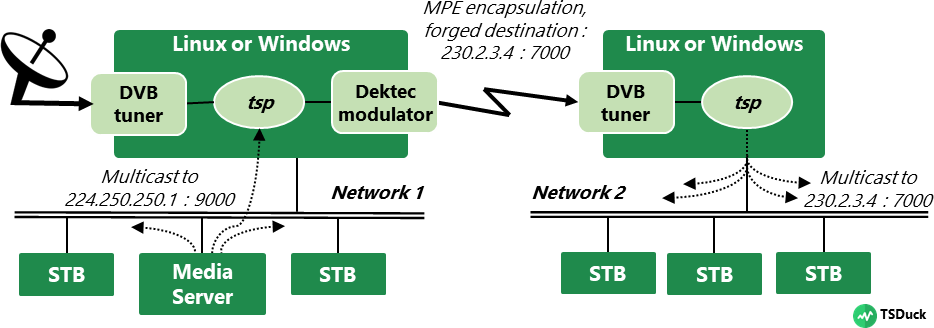 MPE encapsulation,
forged destination :
230.2.3.4 : 7000
Linux or Windows
DVB
tuner
tsp
Dektec
modulator
Linux or Windows
DVB
tuner
tsp
Multicast to
224.250.250.1 : 9000
Network 1
Network 2
Multicast to
230.2.3.4 : 7000
STB
Media
Server
STB
STB
STB
STB
TSDuck